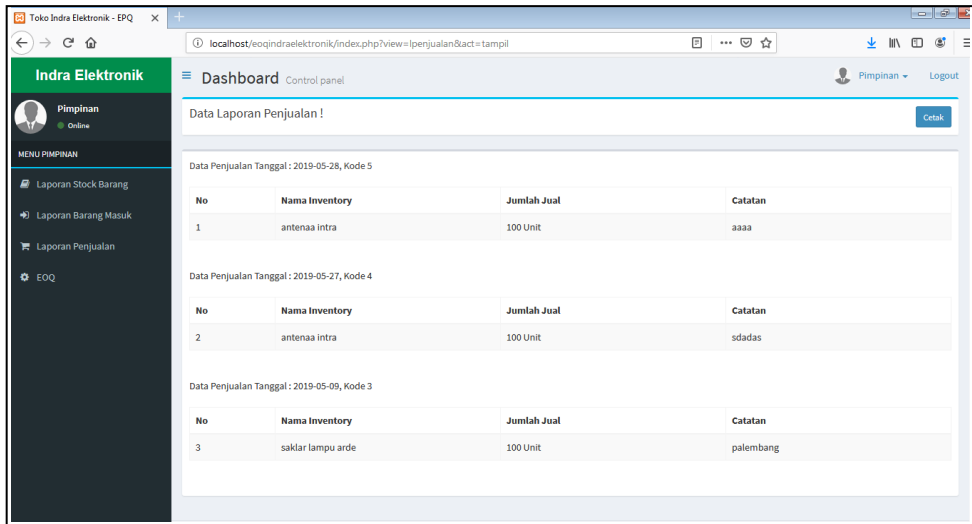 Toko Indra Elektronik - EPQ
localhost/eoqindraelektronik/index.php?view=lpenjualan&act=tampil
Indra Elektronik
Dashboard Control panel
Pimpinan
Logout
Pimpinan
Online
MENU PIMPINAN
Laporan Stock Barang
Laporan Barang Masuk
Laporan Penjualan
EOQ
Data Laporan Penjualan !
Cetak
Data Penjualan Tanggal : 2019-05-28, Kode 5
No Nama Inventory Jumlah Jual Catatan
1 antenaa intra 100 Unit aaaa
Data Penjualan Tanggal : 2019-05-27, Kode 4
No Nama Inventory Jumlah Jual Catatan
2 antenaa intra 100 Unit sdadas
Data Penjualan Tanggal : 2019-05-09, Kode 3
No Nama Inventory Jumlah Jual Catatan
3 saklar lampu arde 100 Unit palembang